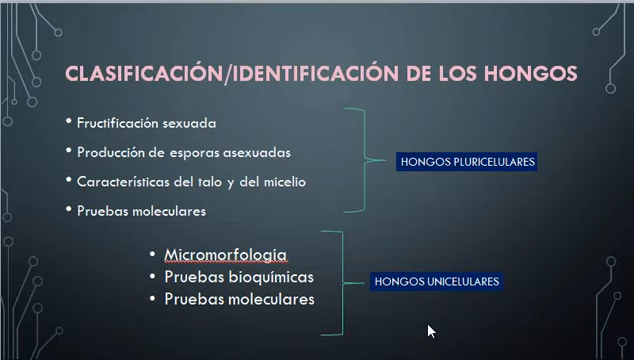 CLASIFICACIÓN/IDENTIFICACIÓN DE LOS HONGOS
• Fructificación sexuada
• Producción de esporas asexuadas
• Características del talo y del micelio
• Pruebas moleculares
HONGOS PLURICELULARES
• Micromorfología
• Pruebas bioquímicas
• Pruebas moleculares
HONGOS UNICELULARES